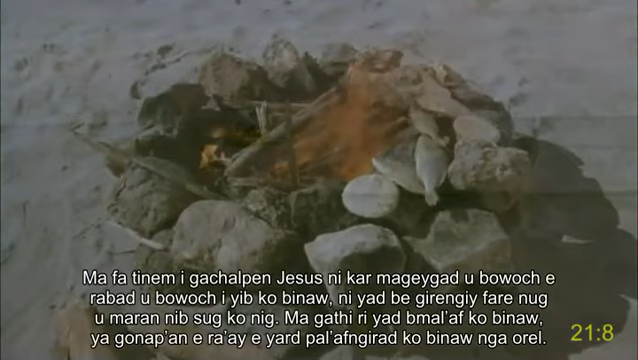 Ma fa tinem i gachalpen Jesus ni kar mageygad u bowoch e
rabad u bowoch i yib ko binaw, ni yad be girengiy fare nug
u maran nib sug ko nig. Ma gathi ri yad bmal'af ko binaw,
ya gonap'an e ra'ay e yard pal'afngirad ko binaw nga orel.
21:8